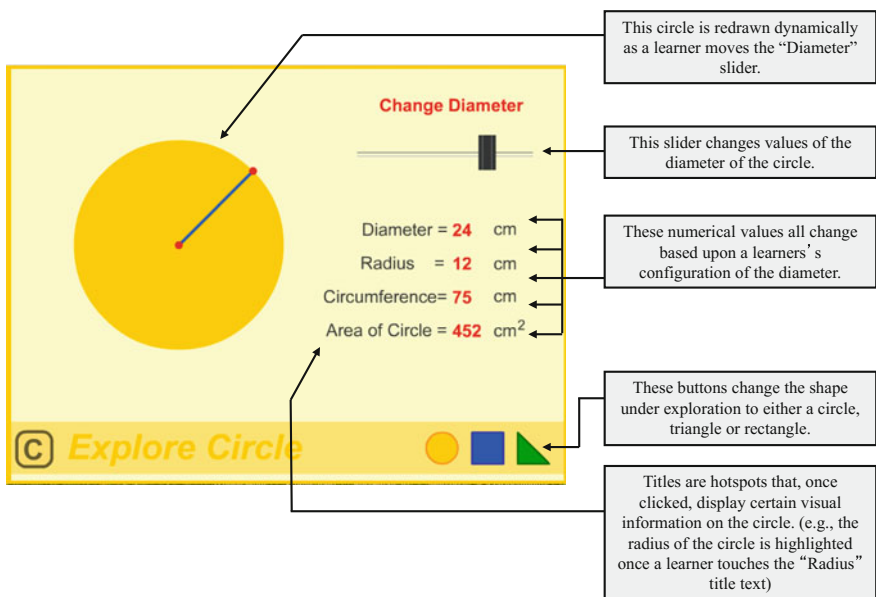 This circle is redrawn dynamically
as a learner moves the “Diameter”
slider.
Change Diameter
This slider changes values of the
diameter of the circle.
Diameter = 24 cm
Radius = 12 cm
Circumference= 75 cm
Area of Circle = 452 cm²
These numerical values all change
based upon a learners’s
configuration of the diameter.
These buttons change the shape
under exploration to either a circle,
triangle or rectangle.
C Explore Circle
Titles are hotspots that, once
clicked, display certain visual
information on the circle. (e.g., the
radius of the circle is highlighted
once a learner touches the “Radius”
title text)